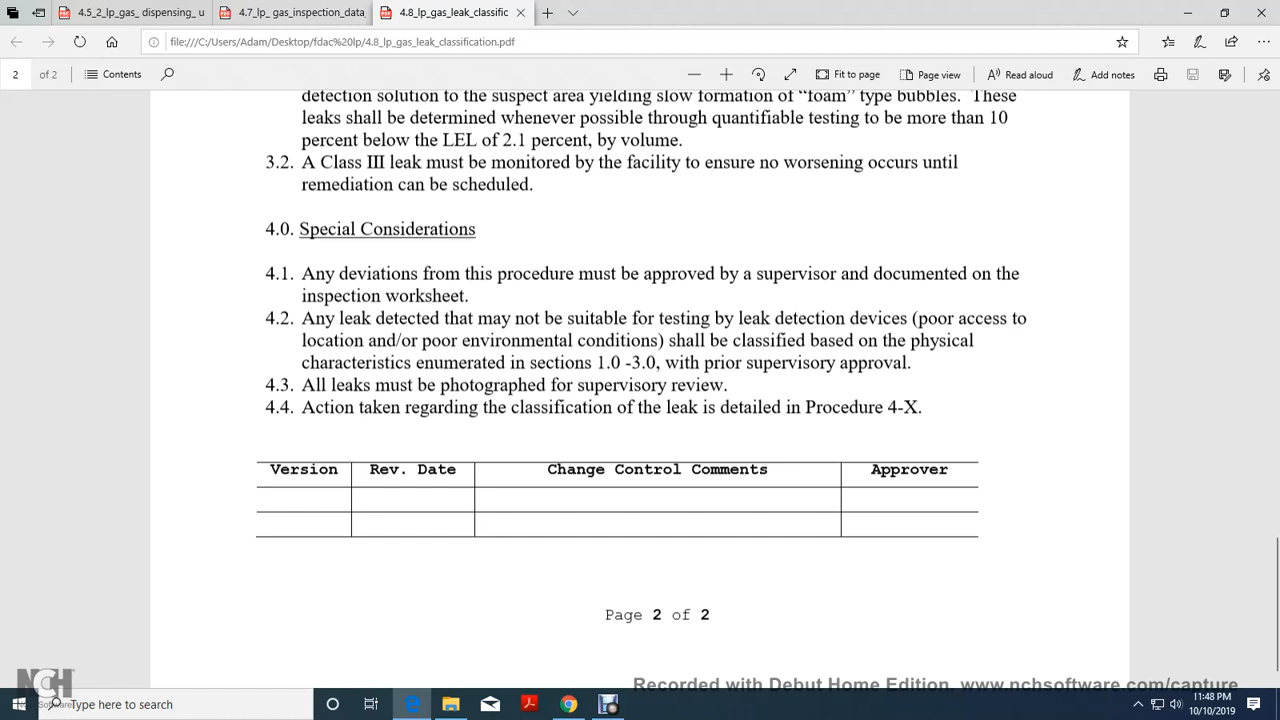 4.5_2_lp_gas_dispensing_u
4.7_lp_gas_inspection_data
4.8_lp_gas_leak_classific
file:///C:/Users/Adam/Desktop/fdac%20lp/4.8_lp_gas_leak_classification.pdf
2 of 2 Contents Fit to page Page view Read aloud Add notes
detection solution to the suspect area yielding slow formation of “foam” type bubbles. These
leaks shall be determined whenever possible through quantifiable testing to be more than 10
percent below the LEL of 2.1 percent, by volume.
3.2. A Class III leak must be monitored by the facility to ensure no worsening occurs until
remediation can be scheduled.
4.0. Special Considerations
4.1. Any deviations from this procedure must be approved by a supervisor and documented on the
inspection worksheet.
4.2. Any leak detected that may not be suitable for testing by leak detection devices (poor access to
location and/or poor environmental conditions) shall be classified based on the physical
characteristics enumerated in sections 1.0 -3.0, with prior supervisory approval.
4.3. All leaks must be photographed for supervisory review.
4.4. Action taken regarding the classification of the leak is detailed in Procedure 4-X.
Version Rev. Date Change Control Comments Approver
Page 2 of 2
NCH
Software
Recorded with Debut Home Edition. www.nchsoftware.com/capture
Type here to search
11:48 PM
10/10/2019